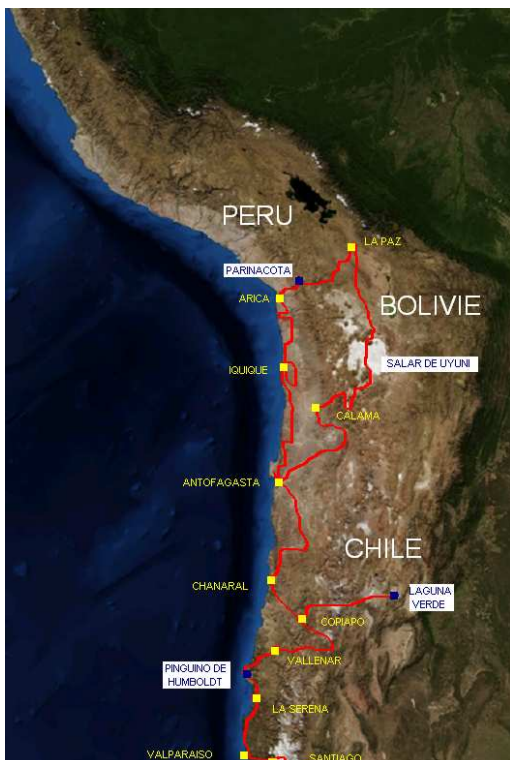 PERU
LA PAZ
PARINACOTA
ARICA
BOLIVIE
IQUIQUE
SALAR DE UYUNI
CALAMA
ANTOFAGASTA
CHILE
CHANARAL
LAGUNA
VERDE
COPIAPO
VALLENAR
PINGUINO DE
HUMBOLDT
LA SERENA
VALPARAISO
SANTIAGO